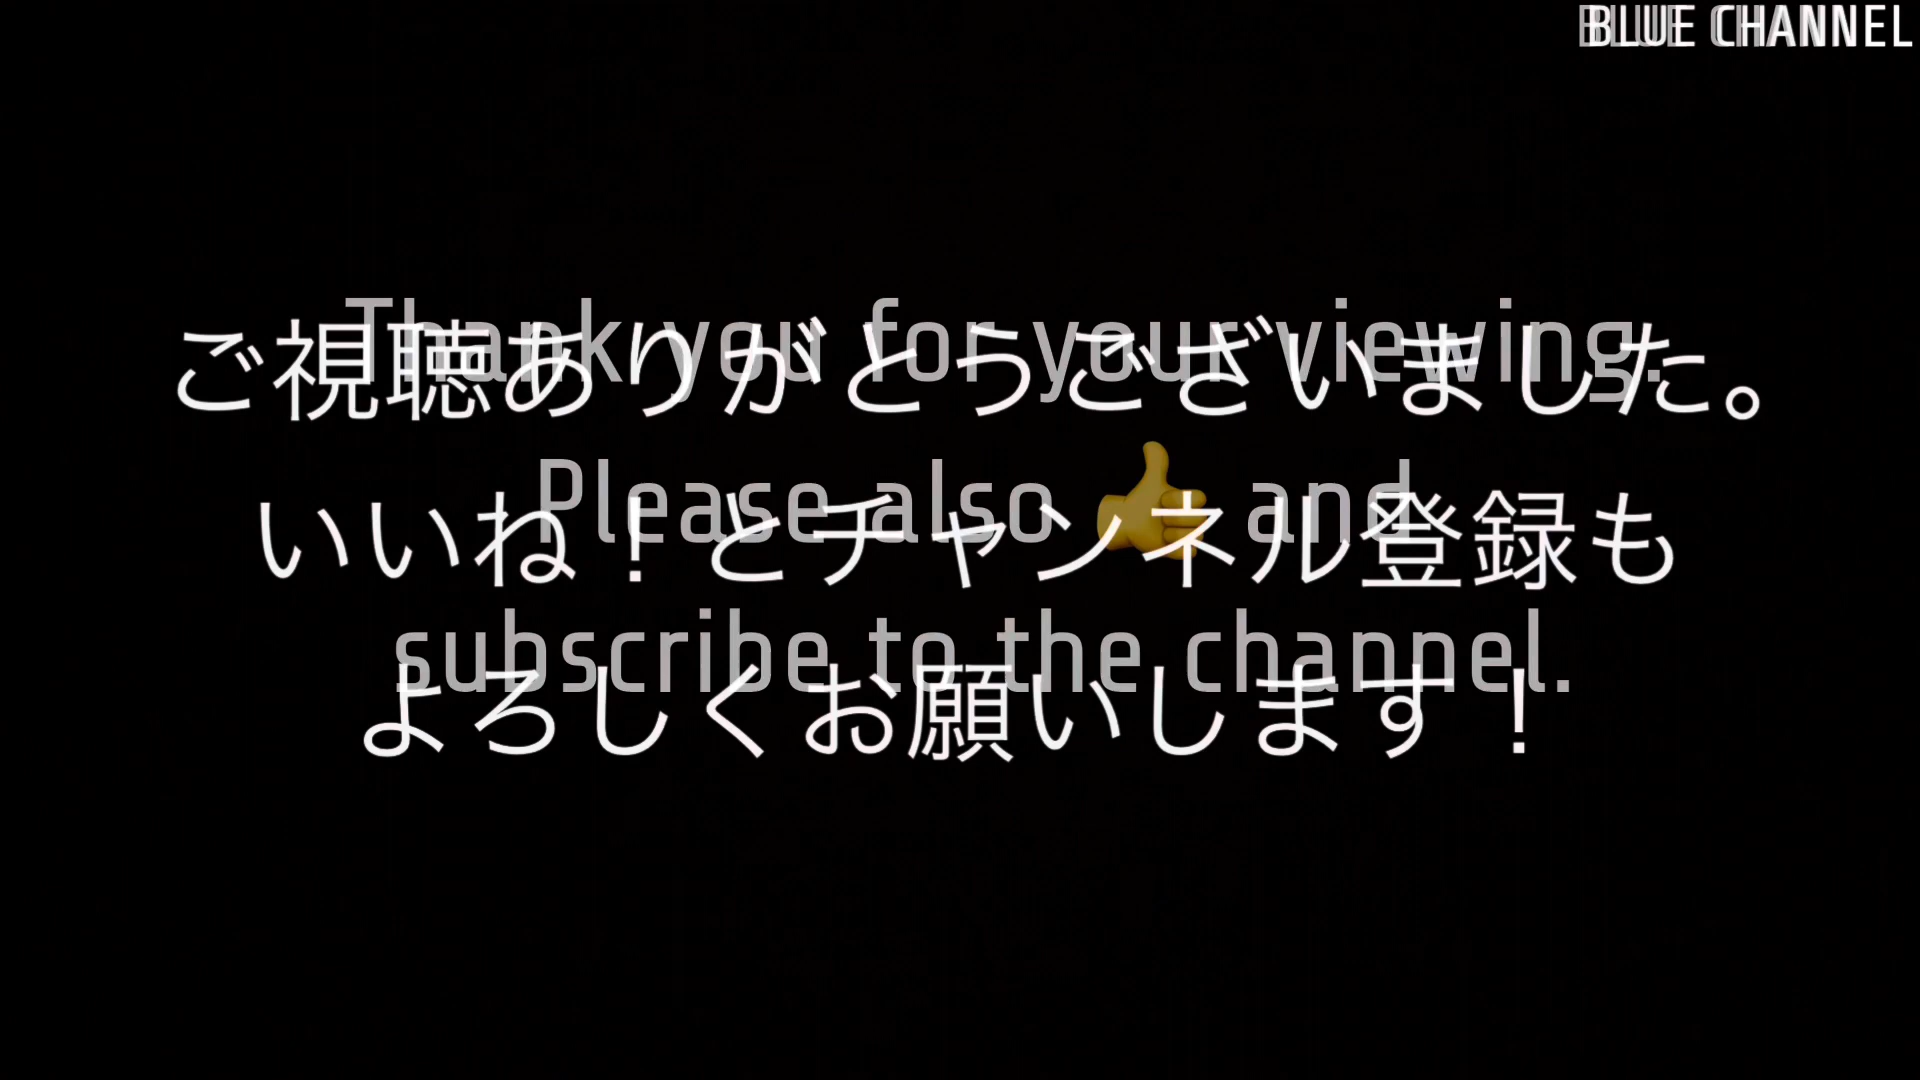 BLUE CHANNEL
Thank you for your viewing.
ご視聴ありがとうございました。
Please also 👍 and
いいね！とチャンネル登録も
subscribe to the channel.
よろしくお願いします！